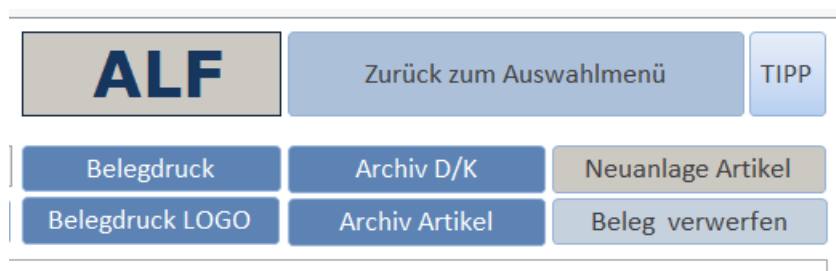 ALF
Zurück zum Auswahlmenü
TIPP
Belegdruck
Archiv D/K
Neuanlage Artikel
Belegdruck LOGO
Archiv Artikel
Beleg verwerfen